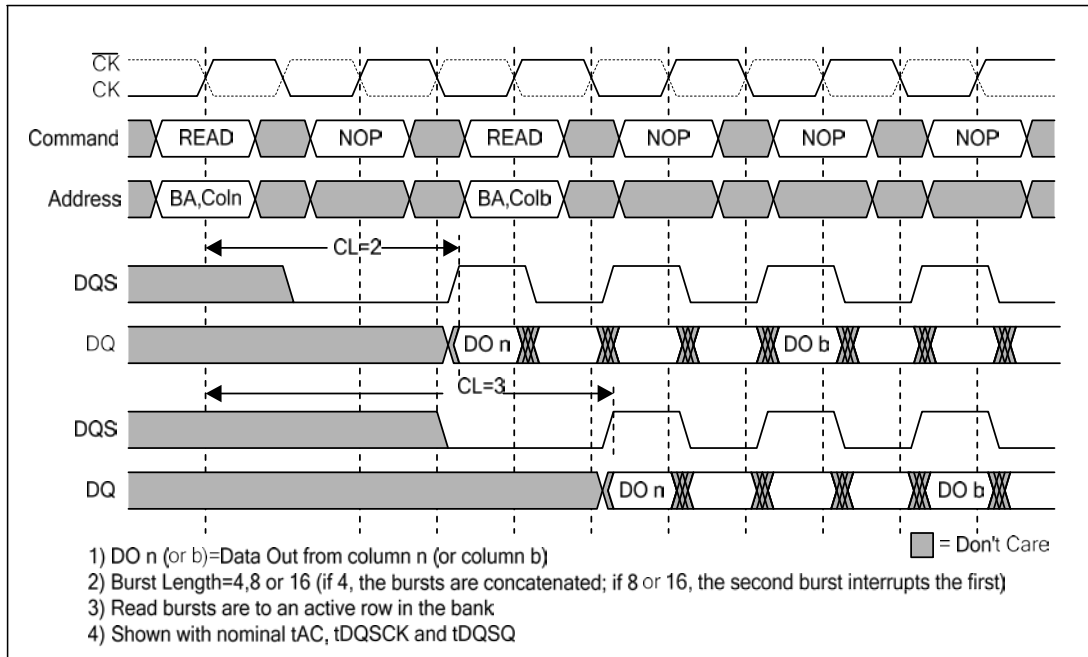 CK
CK
Command READ NOP READ NOP NOP NOP
Address BA,Coln BA,Colb
CL=2
DQS
DQ DO n DO b
CL=3
DQS
DQ DO n DO b
= Don't Care
1) DO n (or b)=Data Out from column n (or column b)
2) Burst Length=4,8 or 16 (if 4, the bursts are concatenated; if 8 or 16, the second burst interrupts the first)
3) Read bursts are to an active row in the bank
4) Shown with nominal tAC, tDQSCK and tDQSQ